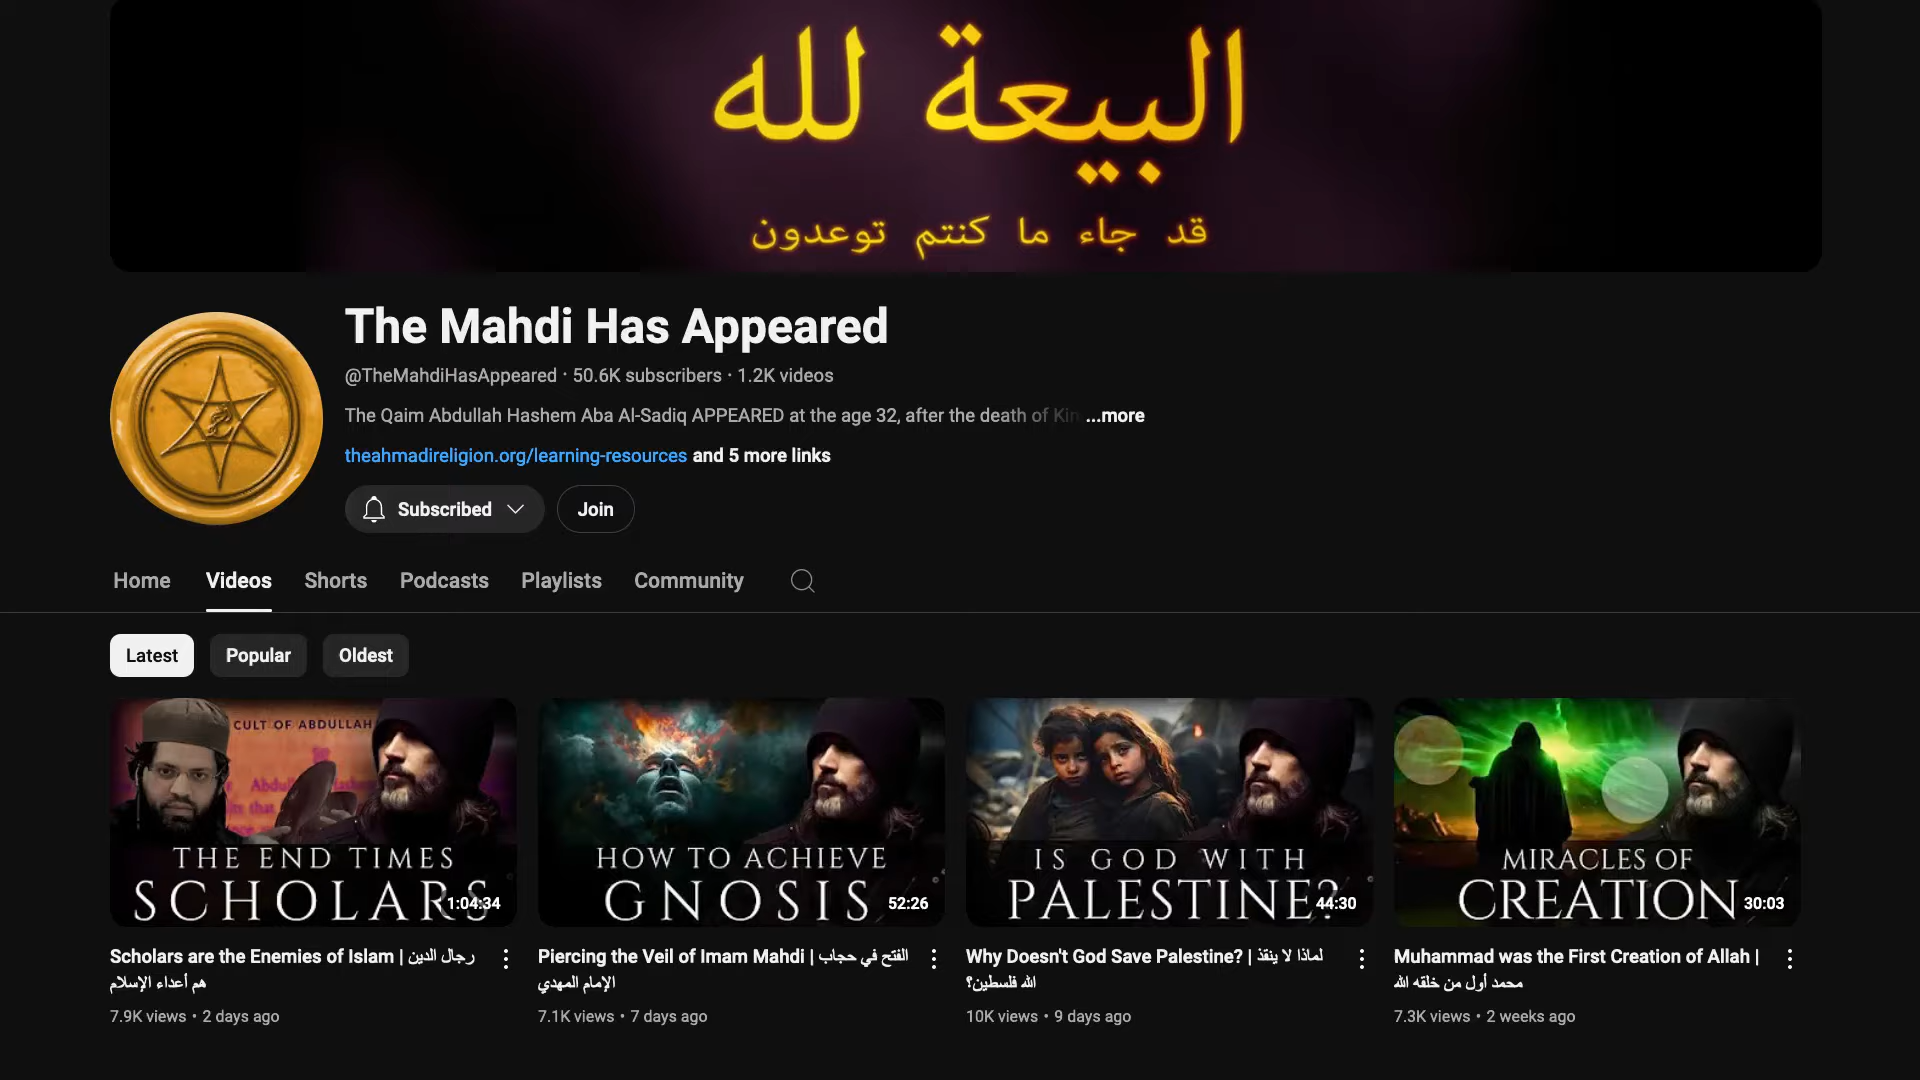 البيعة لله
قد جاء ما كنتم توعدون
The Mahdi Has Appeared
@TheMahdiHasAppeared · 50.6K subscribers · 1.2K videos
The Qaim Abdullah Hashem Aba Al-Sadiq APPEARED at the age 32, after the death of Kin ...more
theahmadireligion.org/learning-resources and 5 more links
Subscribed
Join
Home
Videos
Shorts
Podcasts
Playlists
Community
Latest
Popular
Oldest
CULT OF ABDULLAH
THE END TIMES
SCHOLARS
1:04:34
Scholars are the Enemies of Islam | رجال الدين
هم أعداء الإسلام
7.9K views • 2 days ago
HOW TO ACHIEVE
GNOSIS
52:26
Piercing the Veil of Imam Mahdi | الفتح في حجاب
الإمام المهدي
7.1K views • 7 days ago
IS GOD WITH
PALESTINE?
44:30
Why Doesn't God Save Palestine? | لماذا لا ينقذ
الله فلسطين؟
10K views • 9 days ago
MIRACLES OF
CREATION
30:03
Muhammad was the First Creation of Allah |
محمد أول من خلقه الله
7.3K views • 2 weeks ago